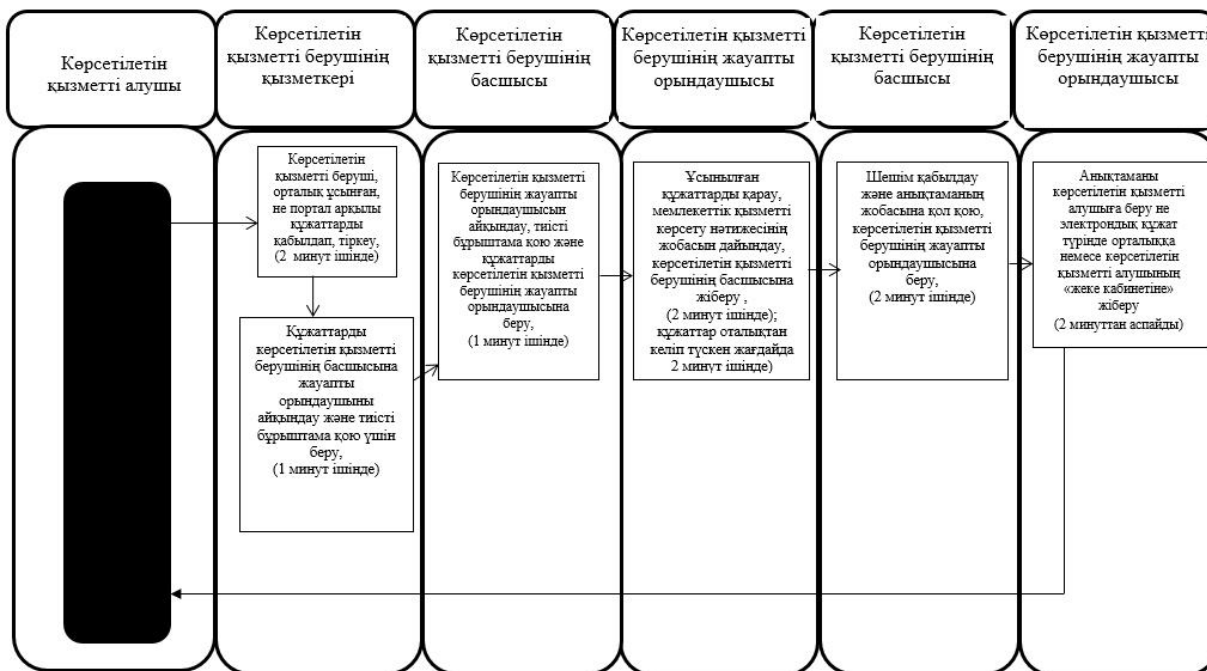 Көрсетілетін
қызметті алушы
Көрсетілетін
қызметті берушінің
қызметкері
Көрсетілетін
қызметті берушінің
басшысы
Көрсетілетін қызметті
берушінің жауапты
орындаушысы
Көрсетілетін
қызметті берушінің
басшысы
Көрсетілетін қызметті
берушінің жауапты
орындаушысы
Көрсетілетін
қызметті беруші,
орталық ұсынған,
не портал арқылы
құжаттарды
қабылдап, тіркеу,
(2 минут ішінде)
Құжаттарды
көрсетілетін қызметті
берушінің басшысына
жауапты
орындаушыны
айқындау және тиісті
бұрыштама қою үшін
беру,
(1 минут ішінде)
Көрсетілетін қызметті
берушінің жауапты
орындаушысын
айқындау, тиісті
бұрыштама қою және
құжаттарды
көрсетілетін қызметті
берушінің жауапты
орындаушысына
беру,
(1 минут ішінде)
Ұсынылған
құжаттарды қарау,
мемлекеттік қызметті
көрсету нәтижесінің
жобасын дайындау,
көрсетілетін қызметті
берушінің басшысына
жіберу ,
(2 минут ішінде);
құжаттар оталықтан
келіп түскен жағдайда
2 минут ішінде)
Шешім қабылдау
және анықтаманың
жобасына қол қою,
көрсетілетін қызметті
берушінің жауапты
орындаушысына
беру,
(2 минут ішінде)
Анықтаманы
көрсетілетін қызметті
алушыға беру не
электрондық құжат
түрінде орталыққа
немесе көрсетілетін
қызметті алушының
«жеке кабинетіне»
жіберу
(2 минуттан аспайды)